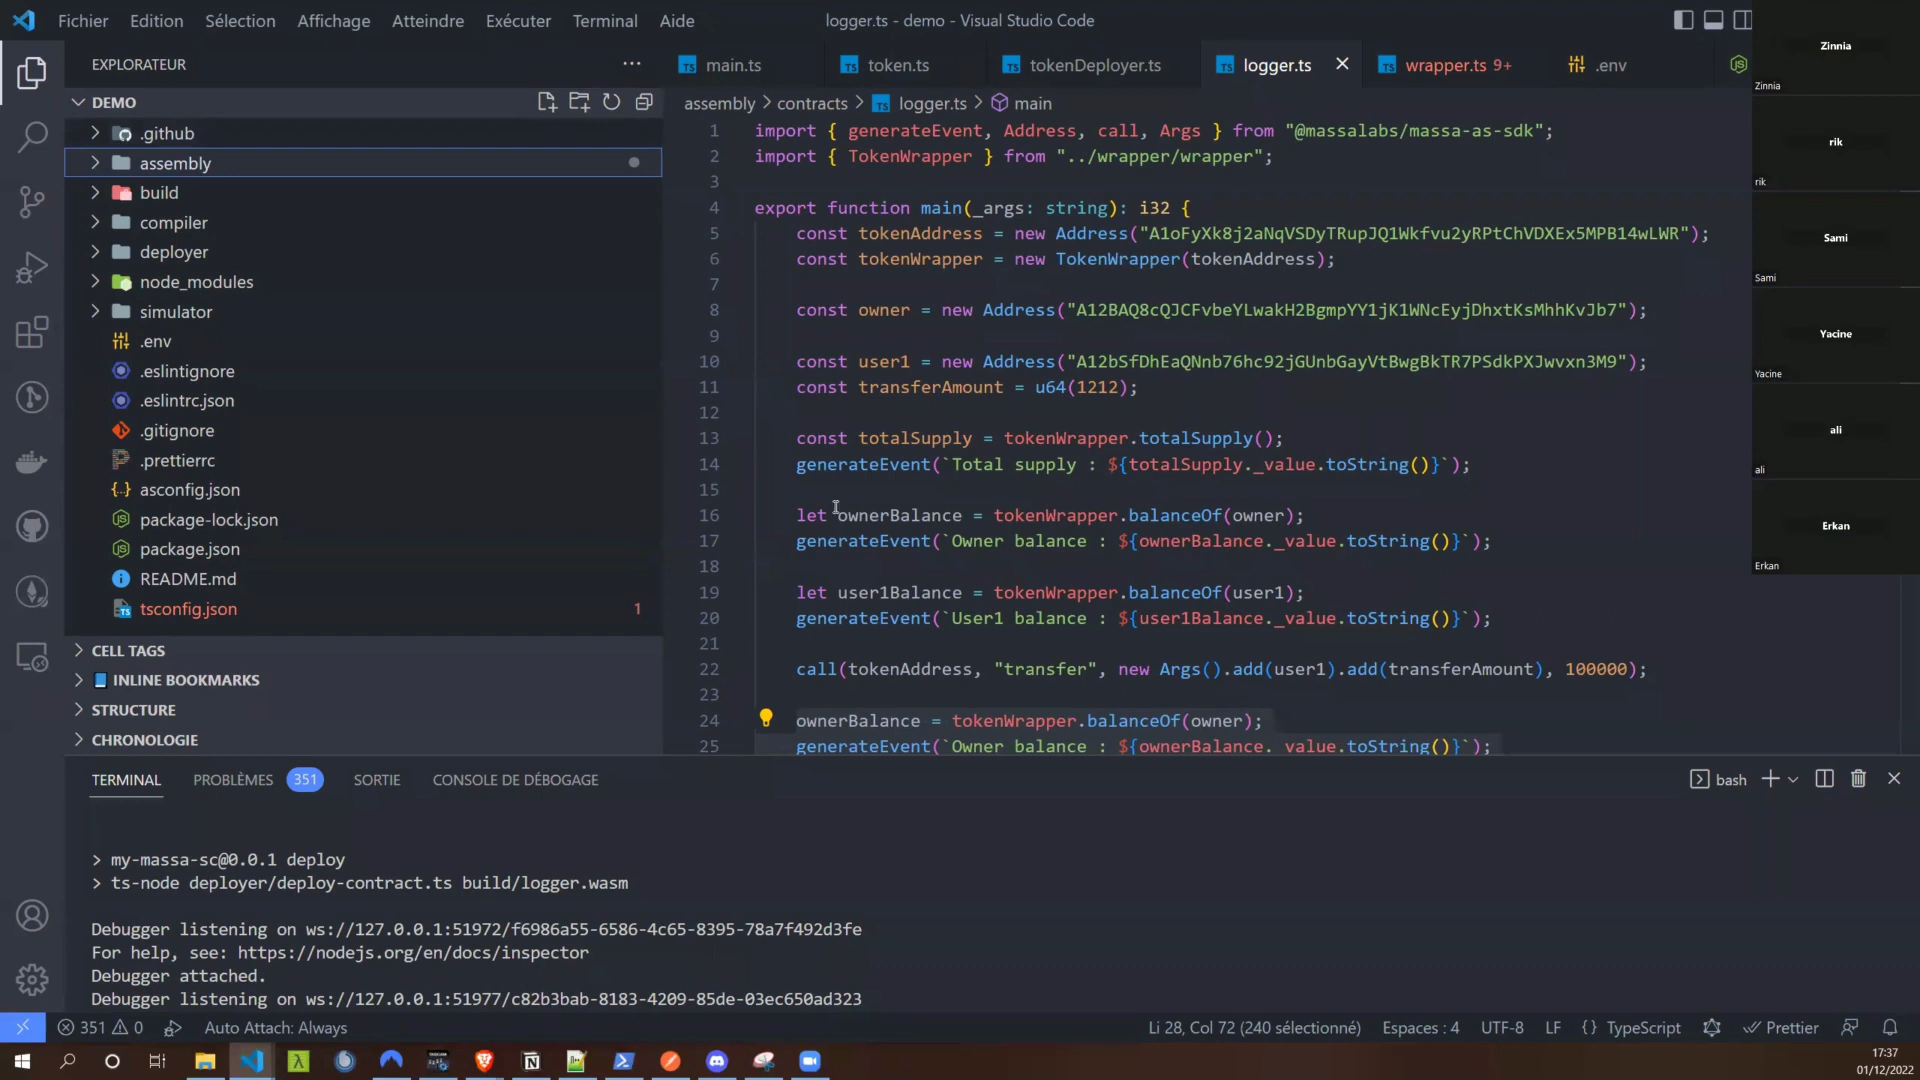 Fichier Edition Sélection Affichage Atteindre Exécuter Terminal Aide
logger.ts - demo - Visual Studio Code
EXPLORATEUR
DEMO
.github
assembly
build
compiler
deployer
node_modules
simulator
.env
.eslintignore
.eslintrc.json
.gitignore
.prettierrc
asconfig.json
package-lock.json
package.json
README.md
tsconfig.json 1
CELL TAGS
INLINE BOOKMARKS
STRUCTURE
CHRONOLOGIE
main.ts token.ts tokenDeployer.ts logger.ts wrapper.ts 9+ .env
assembly > contracts > logger.ts > main
1 import { generateEvent, Address, call, Args } from "@massalabs/massa-as-sdk";
2 import { TokenWrapper } from "../wrapper/wrapper";
3
4 export function main(_args: string): i32 {
5 const tokenAddress = new Address("A1oFyXk8j2aNqVSDyTRupJQ1Wkfvu2yRPtChVDXEx5MPB14wLWR");
6 const tokenWrapper = new TokenWrapper(tokenAddress);
7
8 const owner = new Address("A12BAQ8cQJCFvbeYLwakH2BgmpYY1jK1WNcEyjDhxtKsMhhKvJb7");
9
10 const user1 = new Address("A12bSfDhEaQNnb76hc92jGUnbGayVtBwgBkTR7PSdkPXJwvxn3M9");
11 const transferAmount = u64(1212);
12
13 const totalSupply = tokenWrapper.totalSupply();
14 generateEvent(`Total supply : ${totalSupply._value.toString()}`);
15
16 let ownerBalance = tokenWrapper.balanceOf(owner);
17 generateEvent(`Owner balance : ${ownerBalance._value.toString()}`);
18
19 let user1Balance = tokenWrapper.balanceOf(user1);
20 generateEvent(`User1 balance : ${user1Balance._value.toString()}`);
21
22 call(tokenAddress, "transfer", new Args().add(user1).add(transferAmount), 100000);
23
24 ownerBalance = tokenWrapper.balanceOf(owner);
25 generateEvent(`Owner balance : ${ownerBalance._value.toString()}`);
Zinnia
Zinnia
rik
rik
Sami
Sami
Yacine
Yacine
ali
ali
Erkan
Erkan
TERMINAL PROBLÈMES 351 SORTIE CONSOLE DE DÉBOGAGE
bash
> my-massa-sc@0.0.1 deploy
> ts-node deployer/deploy-contract.ts build/logger.wasm
Debugger listening on ws://127.0.0.1:51972/f6986a55-6586-4c65-8395-78a7f492d3fe
For help, see: https://nodejs.org/en/docs/inspector
Debugger attached.
Debugger listening on ws://127.0.0.1:51977/c82b3bab-8183-4209-85de-03ec650ad323
351 0 Auto Attach: Always
Li 28, Col 72 (240 sélectionné) Espaces : 4 UTF-8 LF {} TypeScript Prettier
17:37
01/12/2022